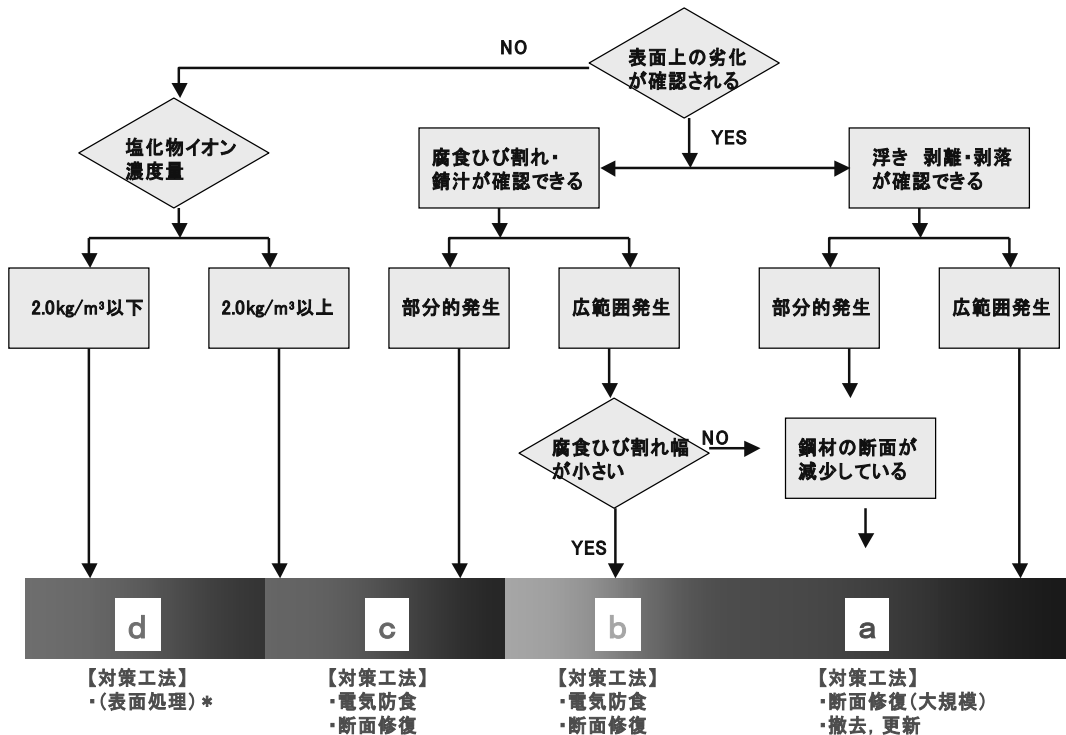 表面上の劣化
が確認される
NO
YES
塩化物イオン
濃度量
腐食ひび割れ・
錆汁が確認できる
浮き 剥離・剥落
が確認できる
2.0kg/m³以下
2.0kg/m³以上
部分的発生
広範囲発生
部分的発生
広範囲発生
腐食ひび割れ幅
が小さい
NO
YES
鋼材の断面が
減少している
d
c
b
a
【対策工法】
・(表面処理)*
【対策工法】
・電気防食
・断面修復
【対策工法】
・電気防食
・断面修復
【対策工法】
・断面修復(大規模)
・撤去，更新